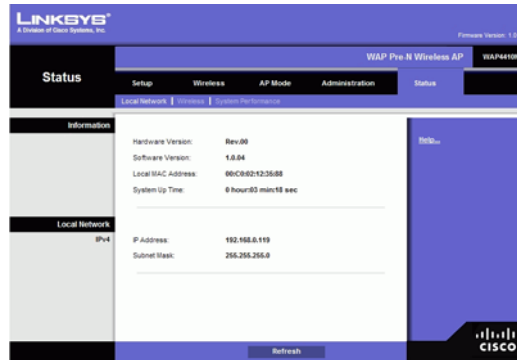 LINKSYS®
A Division of Cisco Systems, Inc.
Firmware Version: 1.0
WAP Pre-N Wireless AP WAP4410N
Status
Setup Wireless AP Mode Administration Status
Local Network | Wireless | System Performance
Information
Hardware Version: Rev.00
Software Version: 1.0.04
Local MAC Address: 00:C0:02:12:35:88
System Up Time: 0 hour:03 min:18 sec
Help...
Local Network
IPv4
IP Address: 192.168.0.119
Subnet Mask: 255.255.255.0
Refresh
CISCO